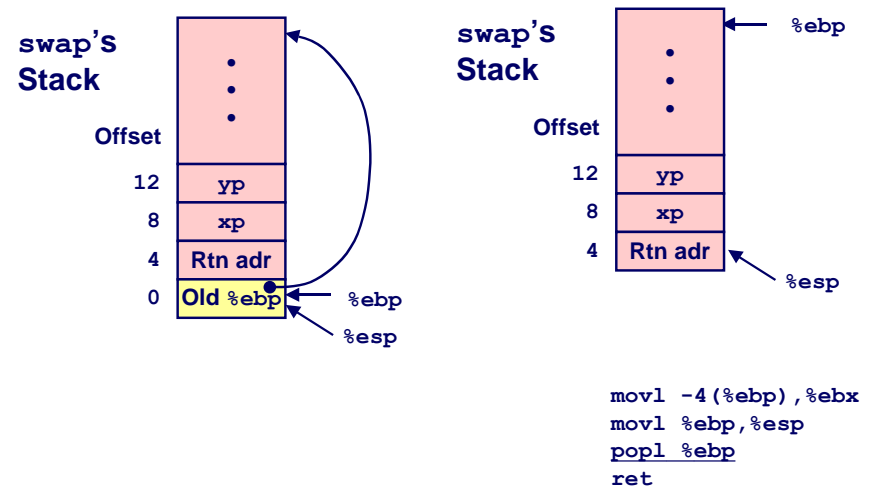 swap's
Stack
Offset
12 yp
8 xp
4 Rtn adr
0 Old %ebp
%ebp
%esp
swap's
Stack
%ebp
Offset
12 yp
8 xp
4 Rtn adr
%esp
movl -4(%ebp),%ebx
movl %ebp,%esp
popl %ebp
ret